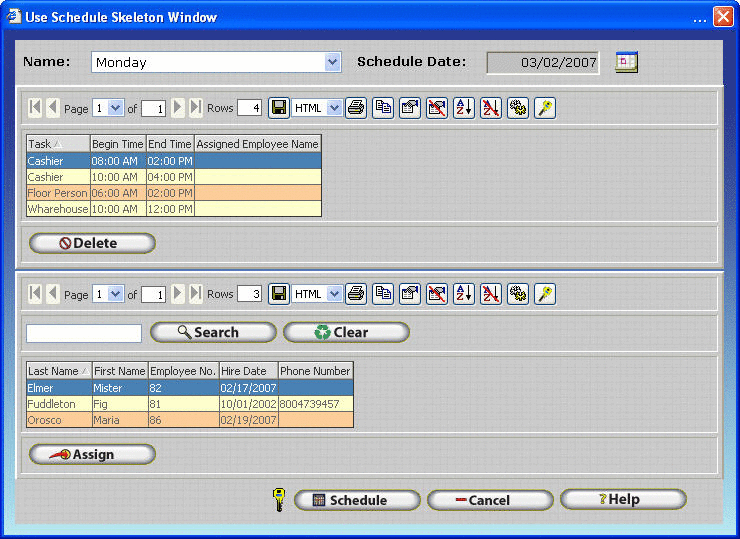 Use Schedule Skeleton Window ...
Name: Monday Schedule Date: 03/02/2007
Page 1 of 1 Rows 4 HTML
Task Begin Time End Time Assigned Employee Name
Cashier 08:00 AM 02:00 PM
Cashier 10:00 AM 04:00 PM
Floor Person 06:00 AM 02:00 PM
Wharehouse 10:00 AM 12:00 PM
Delete
Page 1 of 1 Rows 3 HTML
Search Clear
Last Name First Name Employee No. Hire Date Phone Number
Elmer Mister 82 02/17/2007
Fuddleton Fig 81 10/01/2002 8004739457
Orosco Maria 86 02/19/2007
Assign
Schedule Cancel ?Help